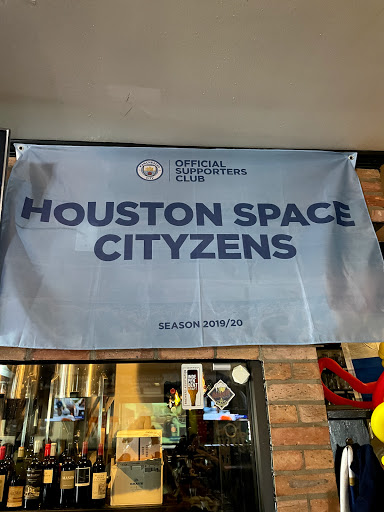 OFFICIAL
SUPPORTERS
CLUB
HOUSTON SPACE
CITYZENS
SEASON 2019/20